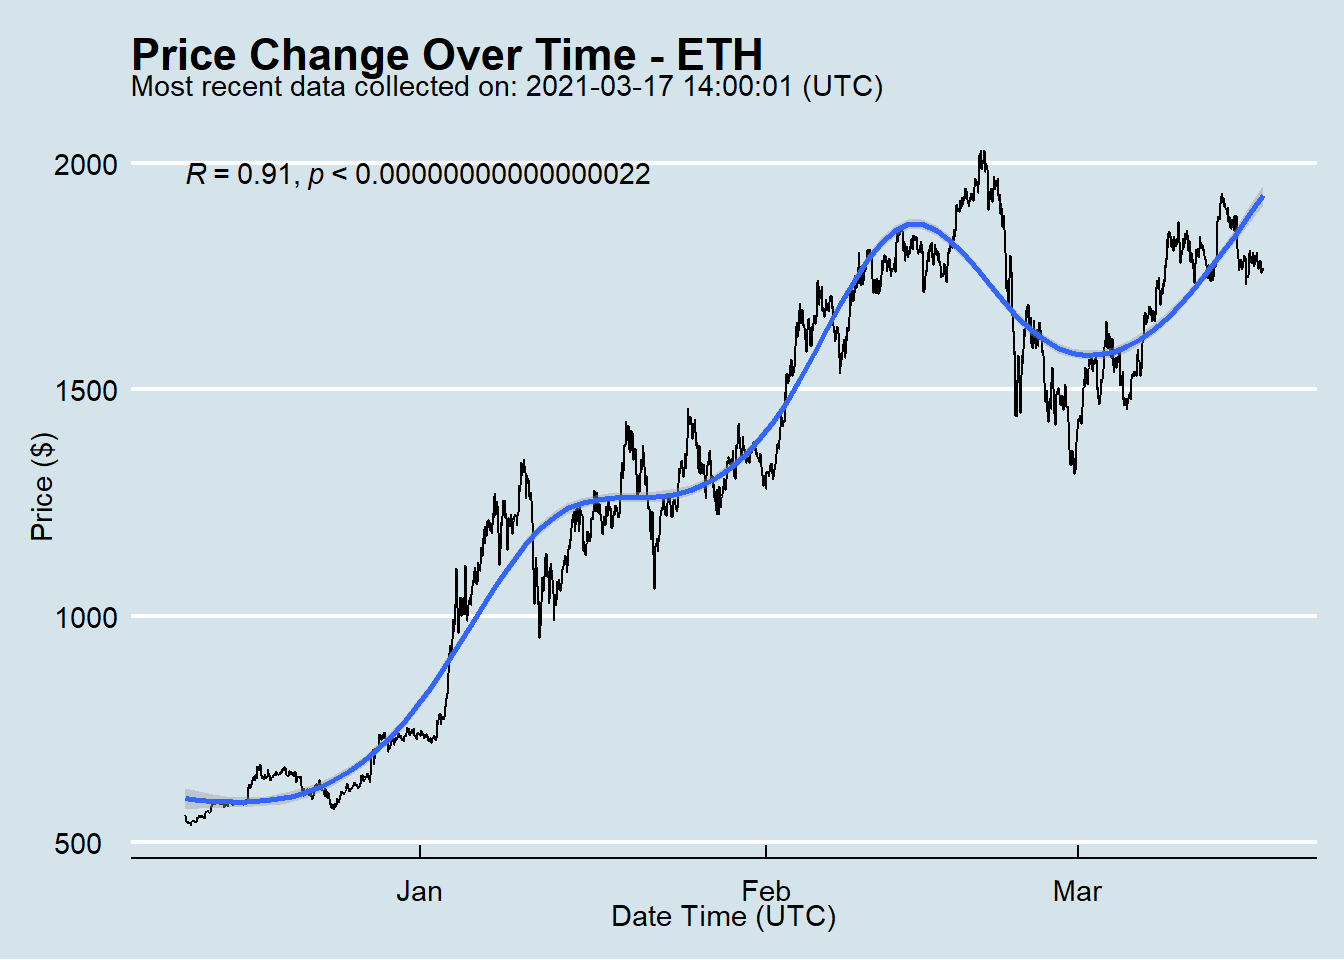 Price Change Over Time - ETH
Most recent data collected on: 2021-03-17 14:00:01 (UTC)
R = 0.91, p < 0.00000000000000022
2000
1500
1000
500
Price ($)
Jan Feb Mar
Date Time (UTC)